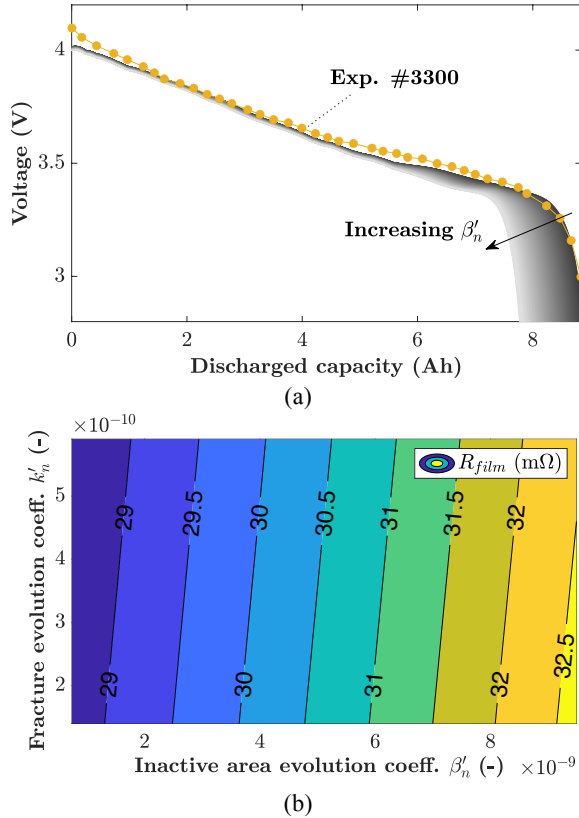 4
3.5
3
Voltage (V)
Exp. #3300
Increasing β′ₙ
0 2 4 6 8
Discharged capacity (Ah)
(a)
×10⁻¹⁰
5
4
3
2
Fracture evolution coeff. k′ₙ (-)
R_film (mΩ)
29 29.5 30 30.5 31 31.5 32
29 30 31 32 32.5
2 4 6 8
Inactive area evolution coeff. β′ₙ (-) ×10⁻⁹
(b)